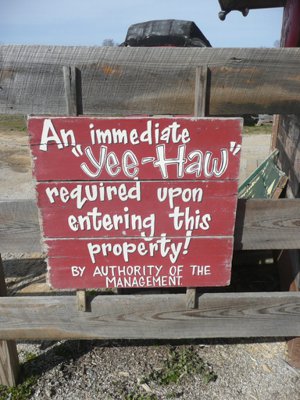 An immediate
"Yee-Haw"
required upon
entering this
property!
BY AUTHORITY OF THE
MANAGEMENT